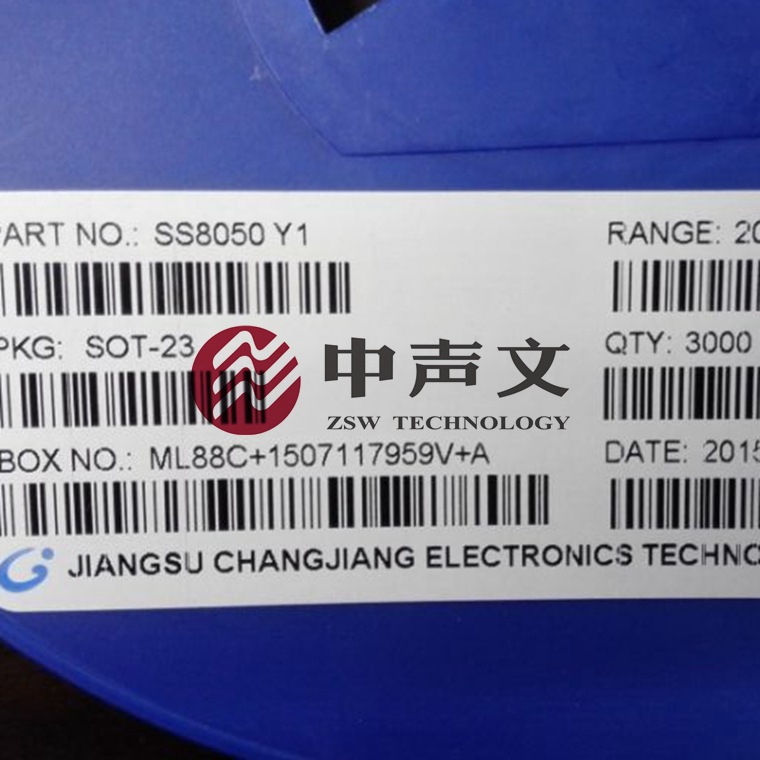 PART NO.: SS8050 Y1
RANGE: 20
PKG: SOT-23
QTY: 3000
中声文
ZSW TECHNOLOGY
BOX NO.: ML88C+1507117959V+A
DATE: 2015
JIANGSU CHANGJIANG ELECTRONICS